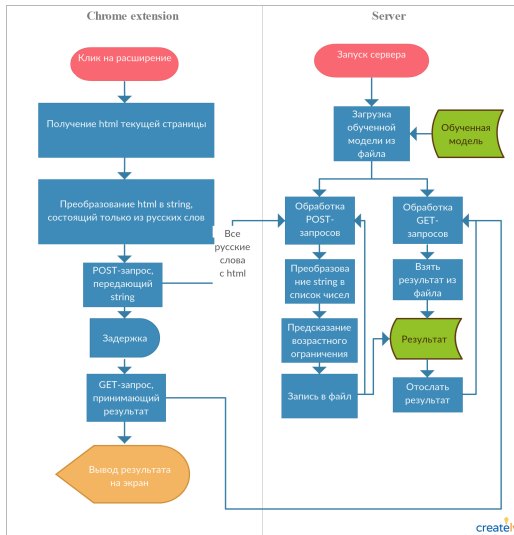 Chrome extension
Клик на расширение
Получение html текущей страницы
Преобразование html в string,
состоящий только из русских слов
Все
русские
слова
с html
POST-запрос,
передающий
string
Задержка
GET-запрос,
принимающий
результат
Вывод результата
на экран
Server
Запуск сервера
Загрузка
обученной
модели из
файла
Обученная
модель
Обработка
POST-
запросов
Преобразова
ние string в
список чисел
Предсказание
возрастного
ограничения
Запись в файл
Обработка
GET-
запросов
Взять
результат из
файла
Результат
Отослать
результат